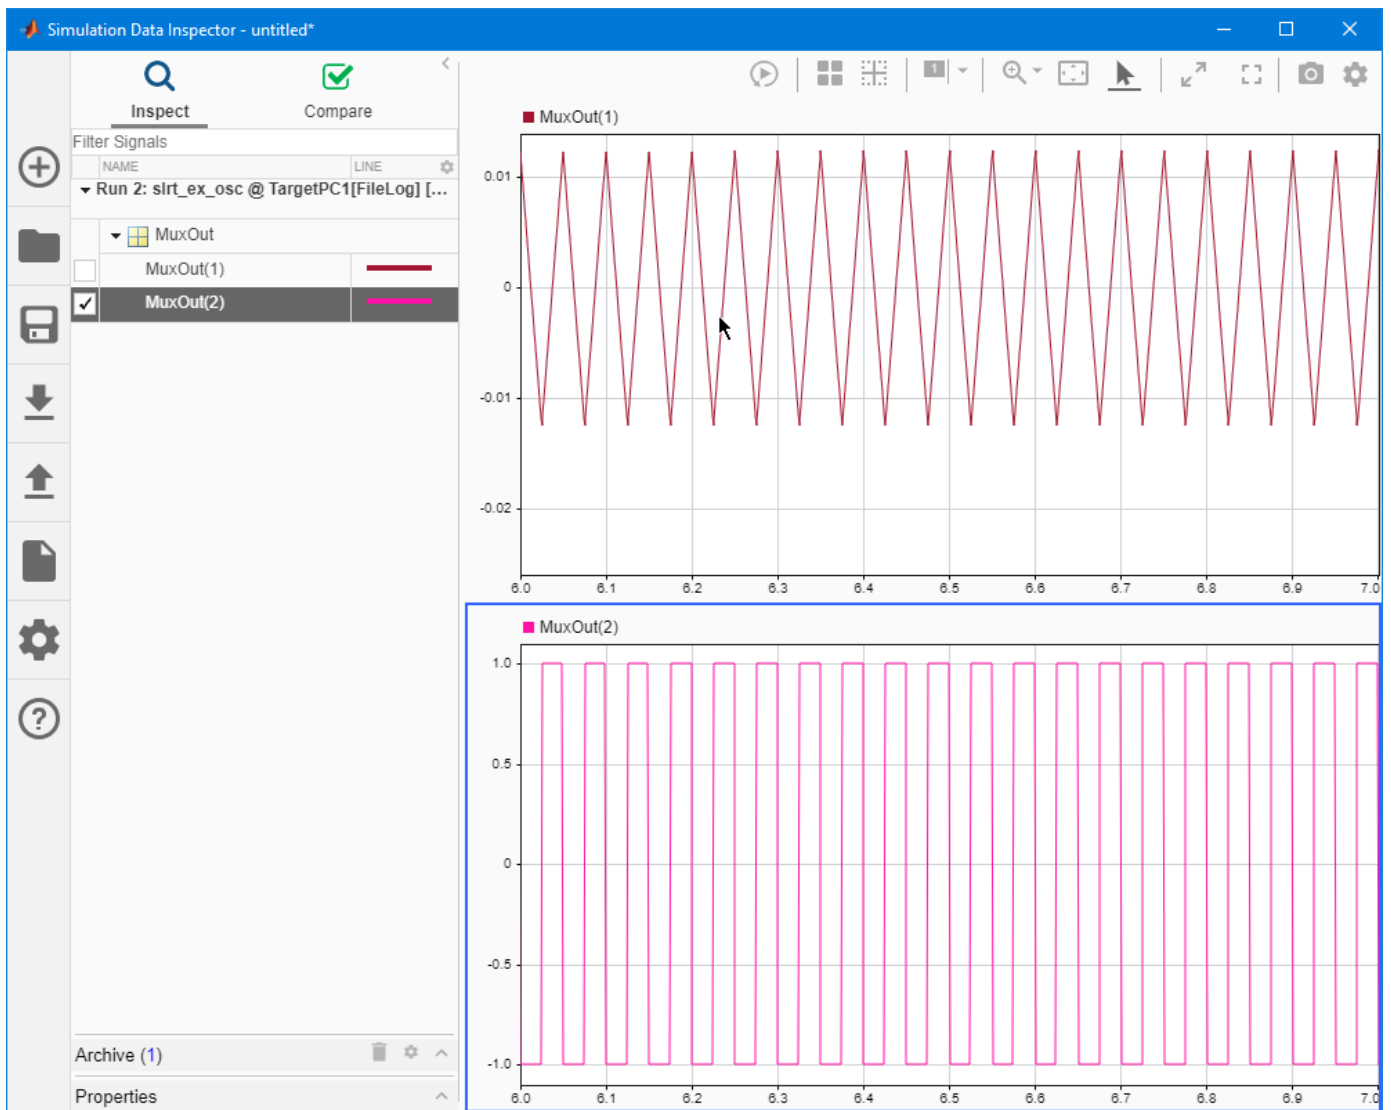 Simulation Data Inspector - untitled*
Inspect Compare
Filter Signals
NAME LINE
Run 2: slrt_ex_osc @ TargetPC1[FileLog] [...
MuxOut
MuxOut(1)
MuxOut(2)
Archive (1)
Properties
1
MuxOut(1)
0.01
0
-0.01
-0.02
6.0 6.1 6.2 6.3 6.4 6.5 6.6 6.7 6.8 6.9 7.0
MuxOut(2)
1.0
0.5
0
-0.5
-1.0
6.0 6.1 6.2 6.3 6.4 6.5 6.6 6.7 6.8 6.9 7.0